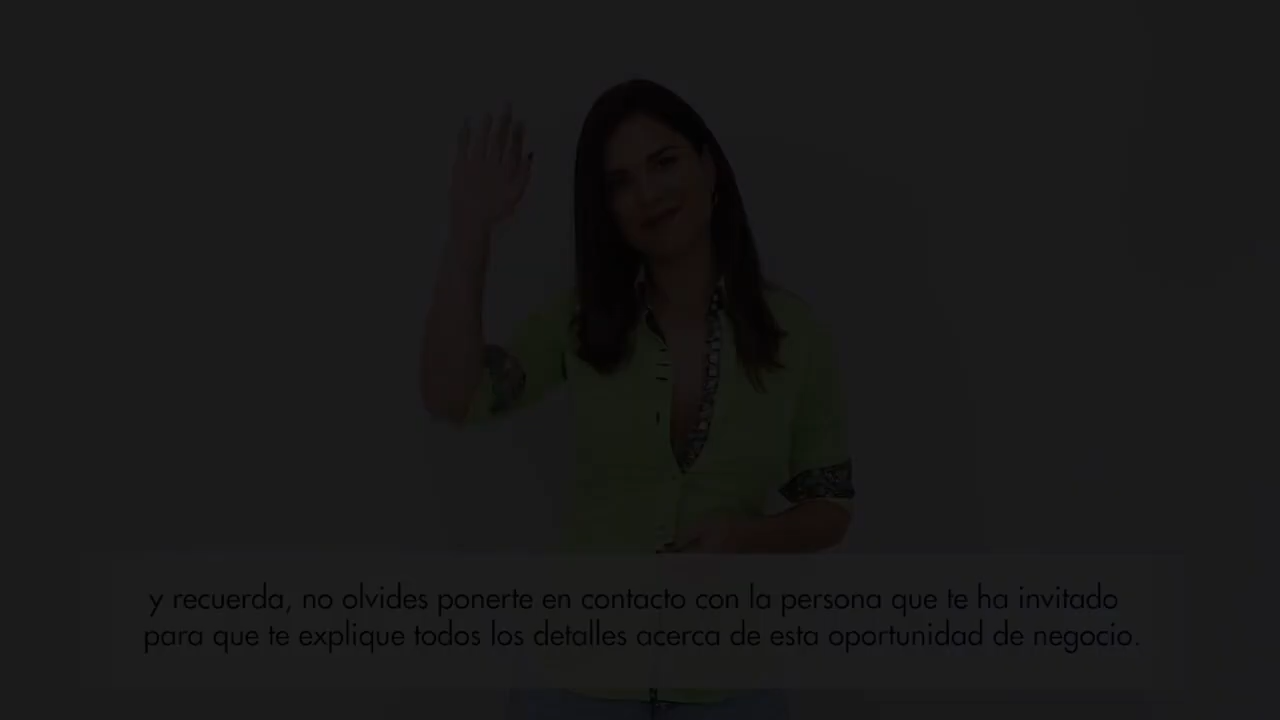 y recuerda, no olvides ponerte en contacto con la persona que te ha invitado
para que te explique todos los detalles acerca de esta oportunidad de negocio.